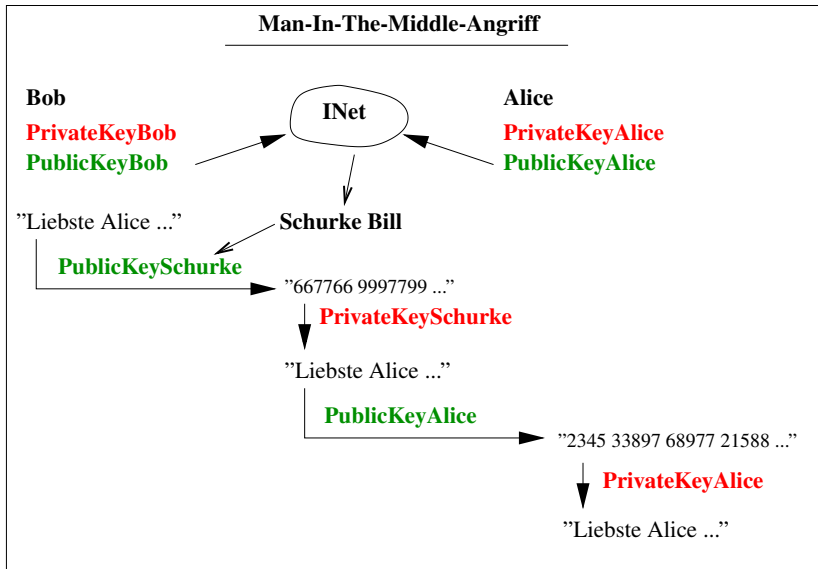 Man-In-The-Middle-Angriff
Bob
PrivateKeyBob
PublicKeyBob
INet
Alice
PrivateKeyAlice
PublicKeyAlice
”Liebste Alice ...”
Schurke Bill
PublicKeySchurke
”667766 9997799 ...”
PrivateKeySchurke
”Liebste Alice ...”
PublicKeyAlice
”2345 33897 68977 21588 ...”
PrivateKeyAlice
”Liebste Alice ...”